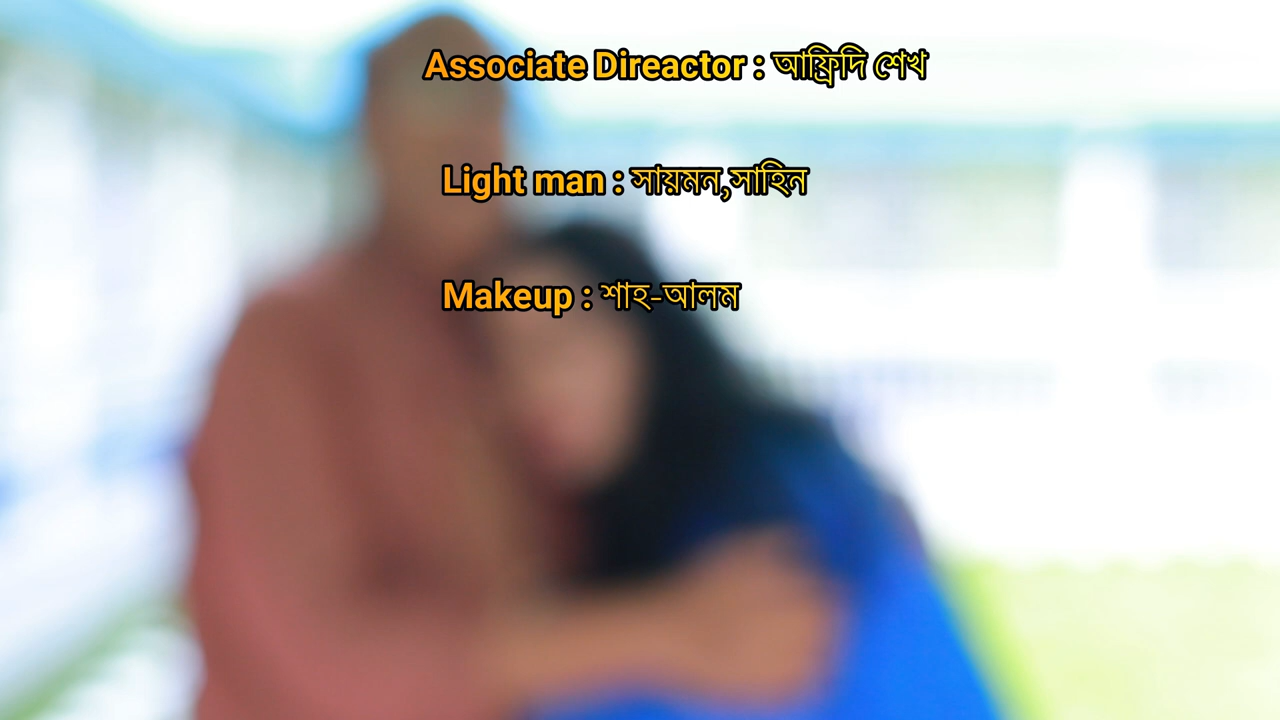 Associate Direactor : আফ্রিদি শেখ
Light man : সায়মন,সাহিন
Makeup : শাহ-আলম